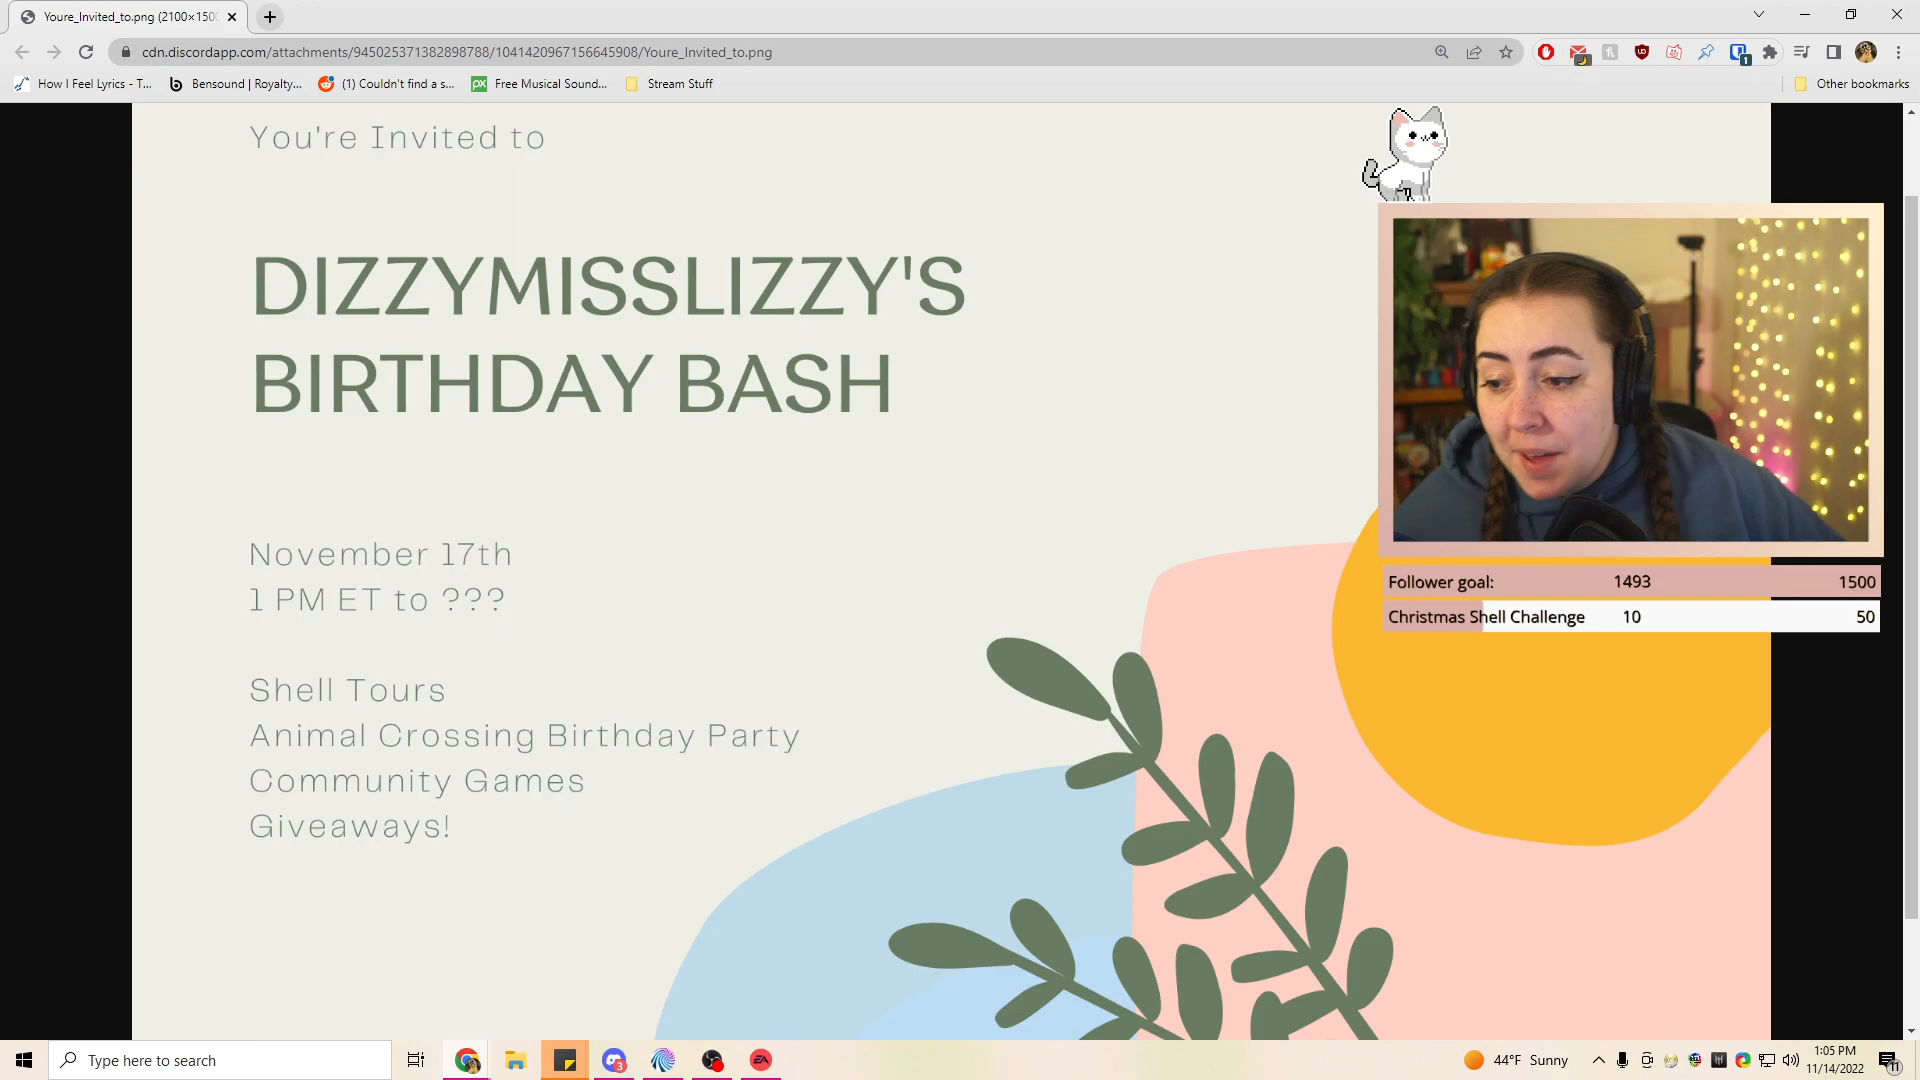 Youre_Invited_to.png (2100×150
cdn.discordapp.com/attachments/945025371382898788/1041420967156645908/Youre_Invited_to.png
How I Feel Lyrics - T...
Bensound | Royalty...
(1) Couldn't find a s...
Free Musical Sound...
Stream Stuff
Other bookmarks
You're Invited to
DIZZYMISSLIZZY'S
BIRTHDAY BASH
November 17th
1 PM ET to ???
Shell Tours
Animal Crossing Birthday Party
Community Games
Giveaways!
Follower goal: 1493 1500
Christmas Shell Challenge 10 50
Type here to search
44°F Sunny
1:05 PM
11/14/2022